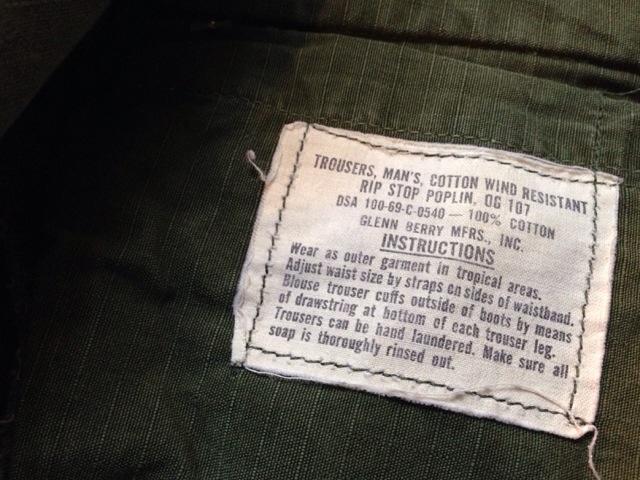 TROUSERS, MAN'S, COTTON WIND RESISTANT
RIP STOP POPLIN, OG 107
DSA 100-69-C-0540 — 100% COTTON
GLENN BERRY MFRS., INC.
INSTRUCTIONS
Wear as outer garment in tropical areas.
Adjust waist size by straps on sides of waistband.
Blouse trouser cuffs outside of boots by means
of drawstring at bottom of each trouser leg.
Trousers can be hand laundered. Make sure all
soap is thoroughly rinsed out.